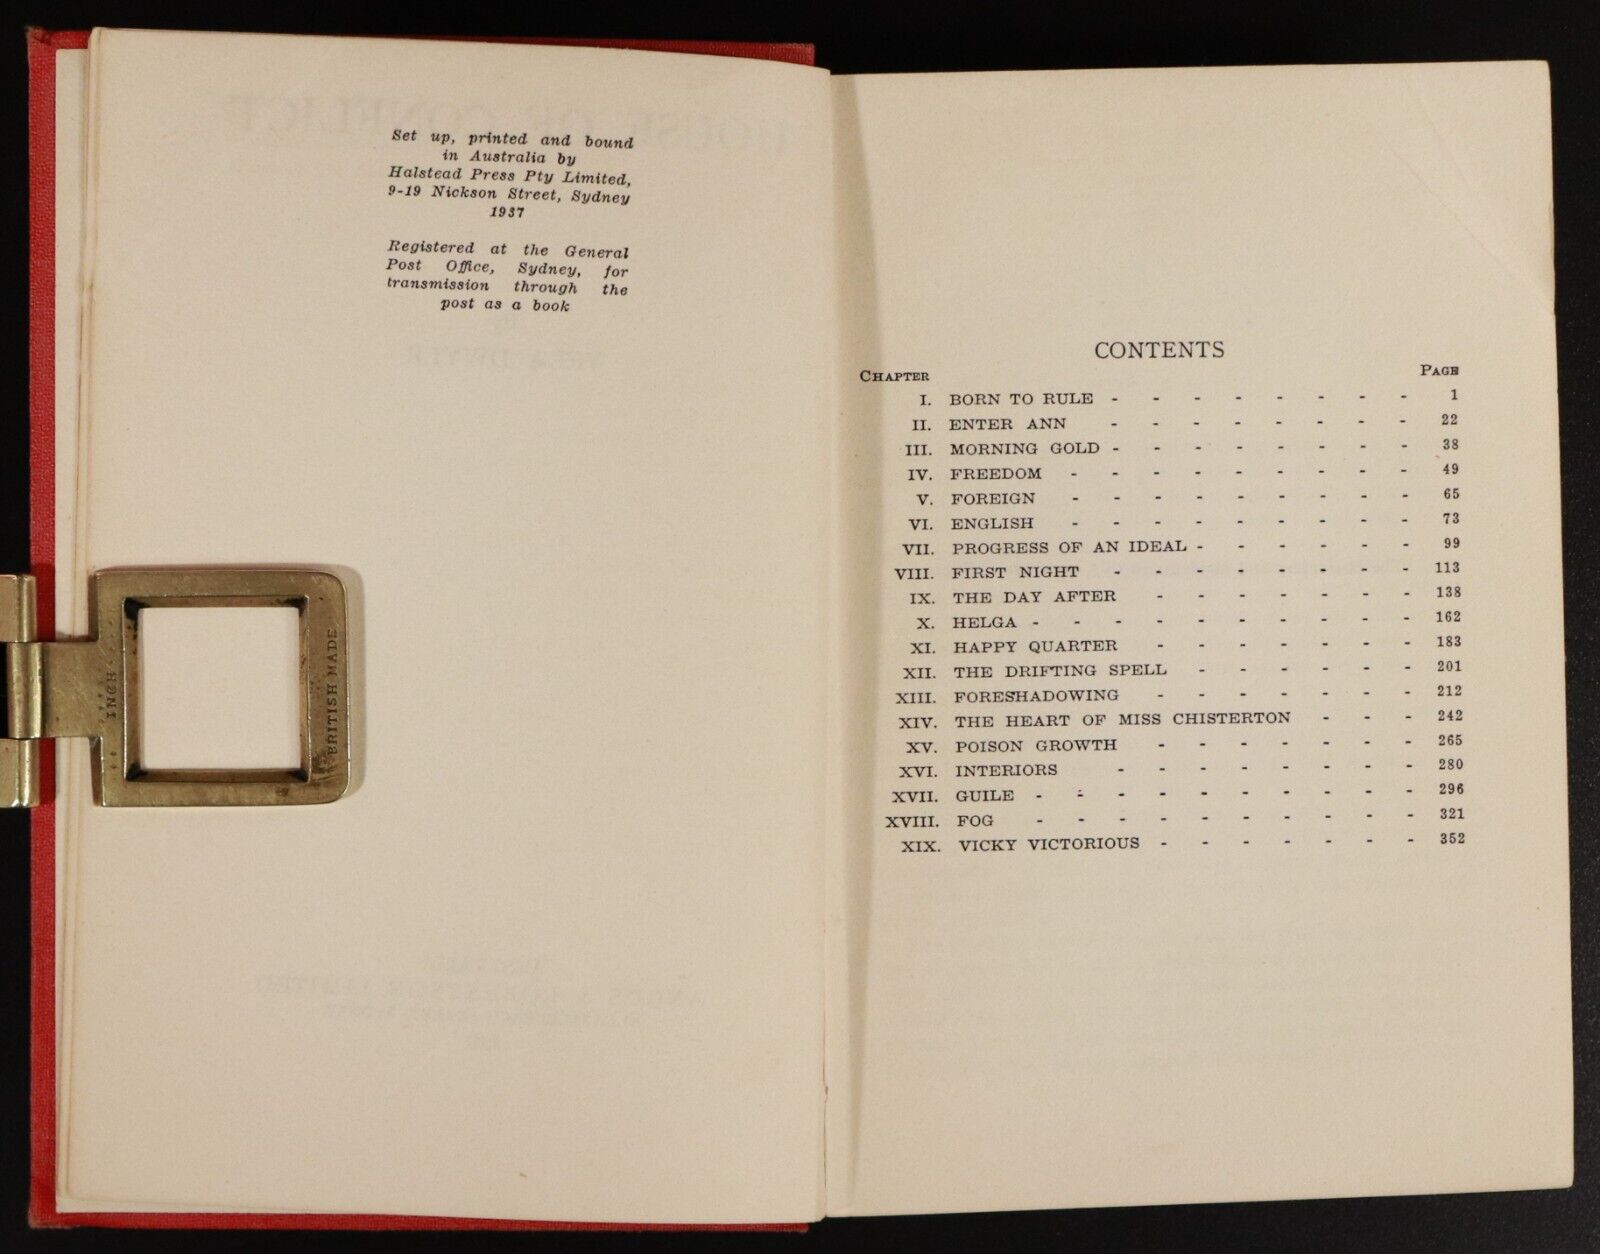 Set up, printed and bound
in Australia by
Halstead Press Pty Limited,
9-19 Nickson Street, Sydney
1937
Registered at the General
Post Office, Sydney, for
transmission through the
post as a book
INCH
BRITISH MADE
CONTENTS
CHAPTER PAGE
I. BORN TO RULE - - - - - - - - 1
II. ENTER ANN - - - - - - - - 22
III. MORNING GOLD - - - - - - - - 38
IV. FREEDOM - - - - - - - - - 49
V. FOREIGN - - - - - - - - - 65
VI. ENGLISH - - - - - - - - - 73
VII. PROGRESS OF AN IDEAL - - - - - - 99
VIII. FIRST NIGHT - - - - - - - - 113
IX. THE DAY AFTER - - - - - - - 138
X. HELGA - - - - - - - - - - 162
XI. HAPPY QUARTER - - - - - - - 183
XII. THE DRIFTING SPELL - - - - - - 201
XIII. FORESHADOWING - - - - - - - 212
XIV. THE HEART OF MISS CHISTERTON - - - 242
XV. POISON GROWTH - - - - - - - 265
XVI. INTERIORS - - - - - - - - 280
XVII. GUILE - - - - - - - - - - 296
XVIII. FOG - - - - - - - - - - 321
XIX. VICKY VICTORIOUS - - - - - - - 352